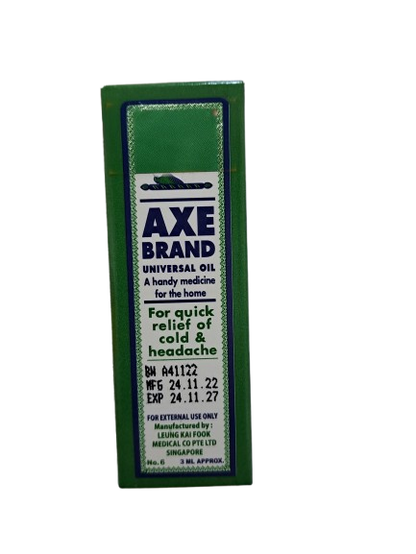 AXE
BRAND
UNIVERSAL OIL
A handy medicine
for the home
For quick
relief of
cold &
headache
BN A41122
MFG 24.11.22
EXP 24.11.27
FOR EXTERNAL USE ONLY
Manufactured by :
LEUNG KAI FOOK
MEDICAL CO PTE LTD
SINGAPORE
No. 6 3 ML APPROX.